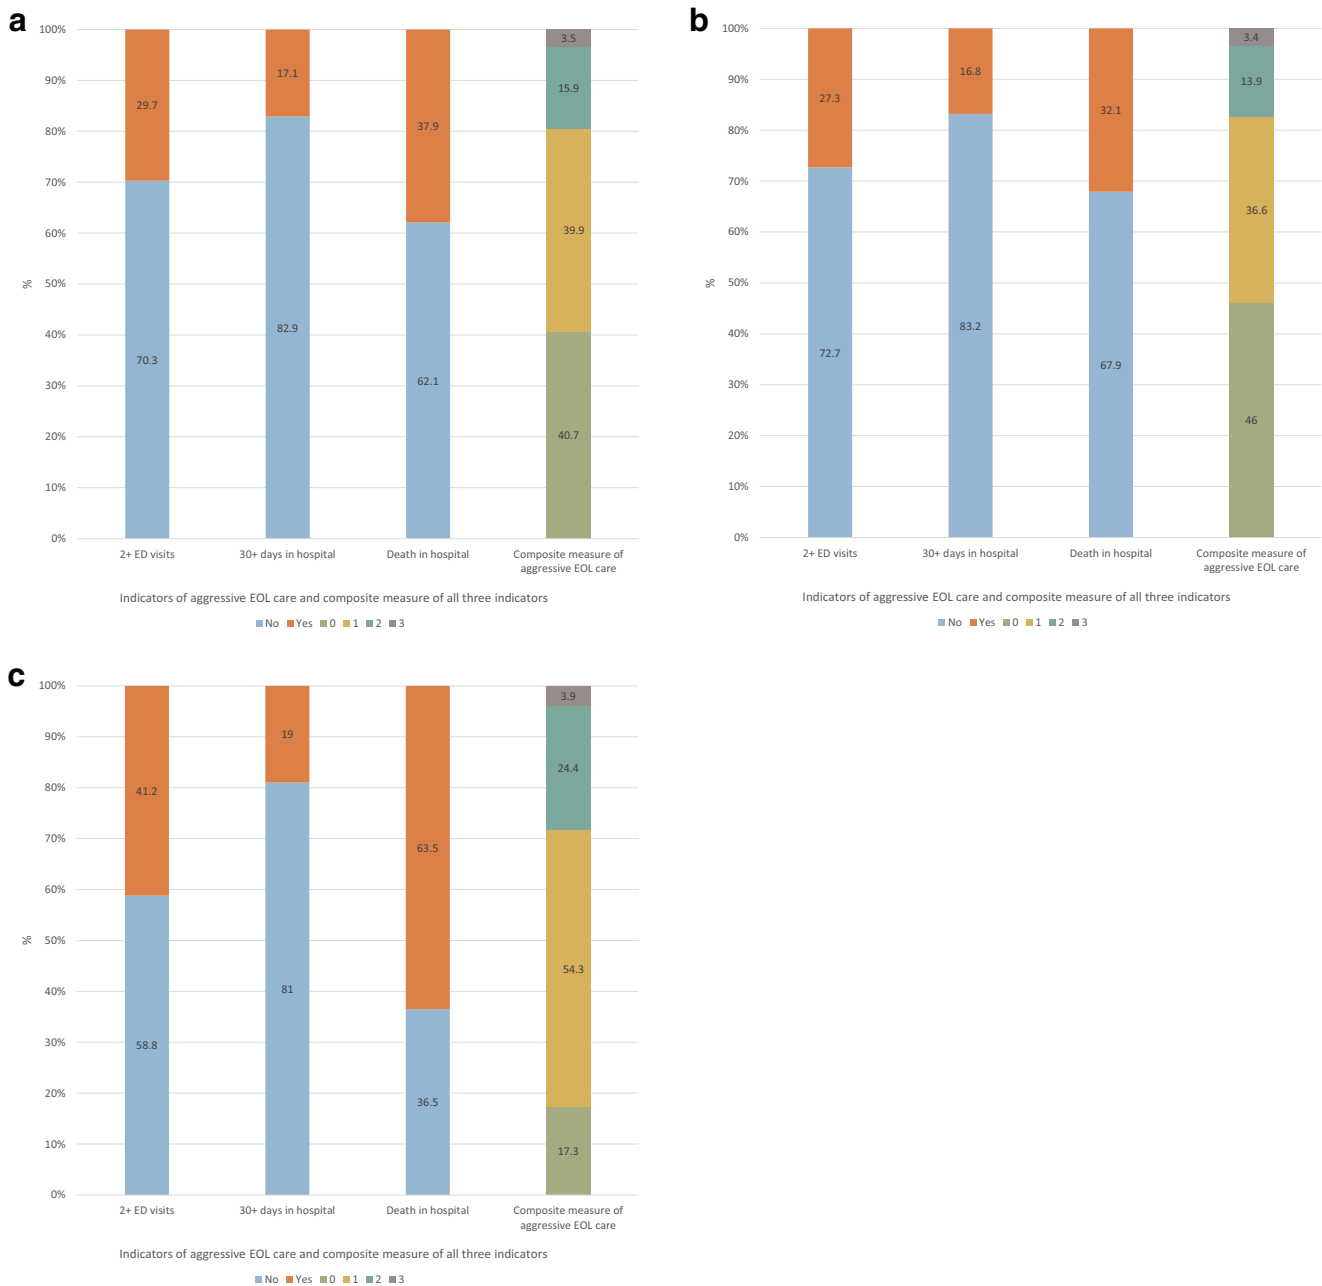 a
100%
90%
80%
70%
60%
50%
40%
30%
20%
10%
0%
%
29.7
70.3
17.1
82.9
37.9
62.1
3.5
15.9
39.9
40.7
2+ ED visits
30+ days in hospital
Death in hospital
Composite measure of
aggressive EOL care
Indicators of aggressive EOL care and composite measure of all three indicators
No Yes 0 1 2 3
b
100%
90%
80%
70%
60%
50%
40%
30%
20%
10%
0%
%
27.3
72.7
16.8
83.2
32.1
67.9
3.4
13.9
36.6
46
2+ ED visits
30+ days in hospital
Death in hospital
Composite measure of
aggressive EOL care
Indicators of aggressive EOL care and composite measure of all three indicators
No Yes 0 1 2 3
c
100%
90%
80%
70%
60%
50%
40%
30%
20%
10%
0%
%
41.2
58.8
19
81
63.5
36.5
3.9
24.4
54.3
17.3
2+ ED visits
30+ days in hospital
Death in hospital
Composite measure of
aggressive EOL care
Indicators of aggressive EOL care and composite measure of all three indicators
No Yes 0 1 2 3